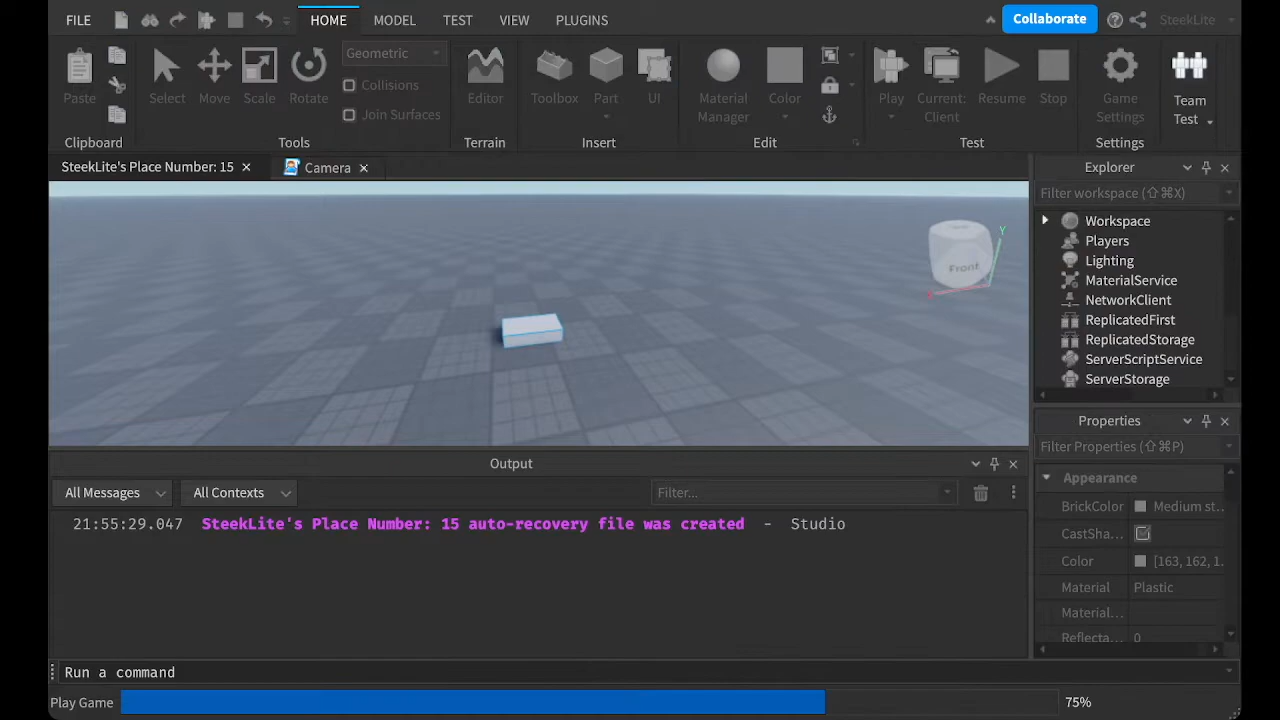 FILE HOME MODEL TEST VIEW PLUGINS Collaborate SteekLite
Paste Select Move Scale Rotate Geometric Collisions Join Surfaces Editor Toolbox Part UI Material Manager Color Play Current: Client Resume Stop Game Settings Team Test
Clipboard Tools Terrain Insert Edit Test Settings
SteekLite's Place Number: 15 Camera Explorer
Filter workspace (⇧⌘X)
Workspace
Players
Lighting
MaterialService
NetworkClient
ReplicatedFirst
ReplicatedStorage
ServerScriptService
ServerStorage
Front
X
Y
Properties
Filter Properties (⇧⌘P)
Appearance
BrickColor Medium st...
CastSha...
Color [163, 162, 1...
Material Plastic
Material...
Reflecta... 0
Output
All Messages All Contexts Filter...
21:55:29.047 SteekLite's Place Number: 15 auto-recovery file was created - Studio
Run a command
Play Game 75%